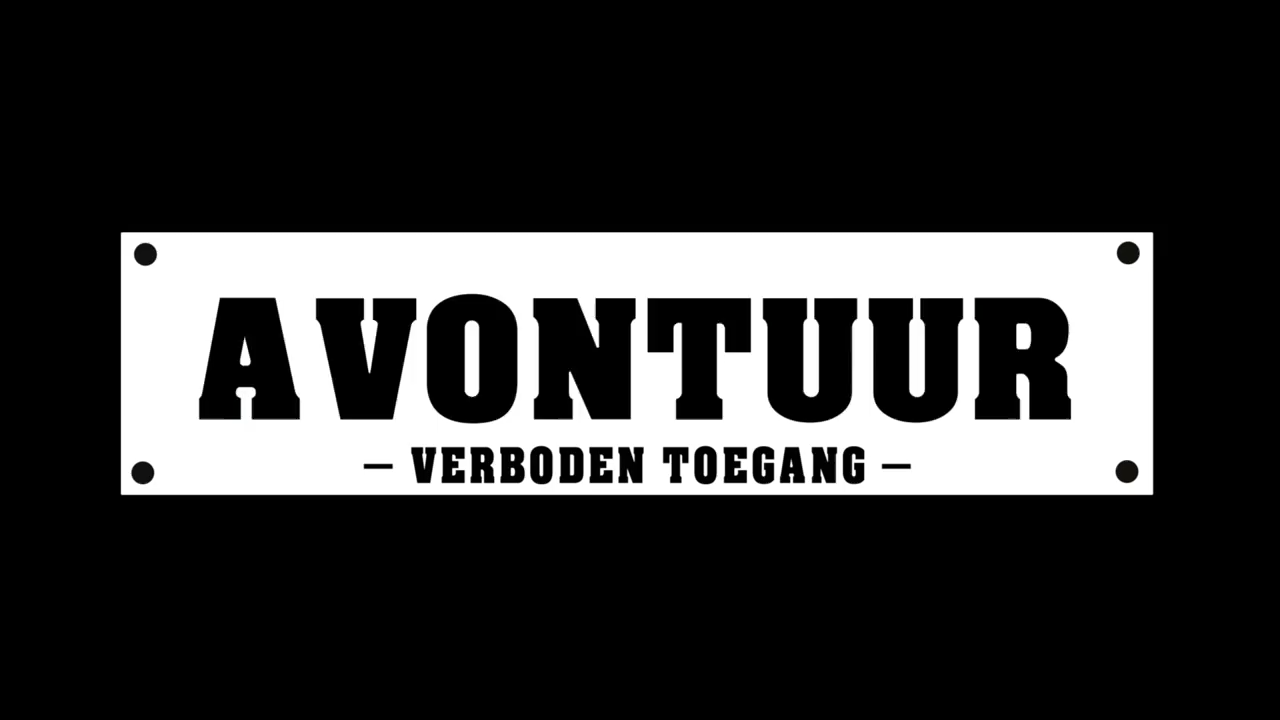 AVONTUUR
– VERBODEN TOEGANG –